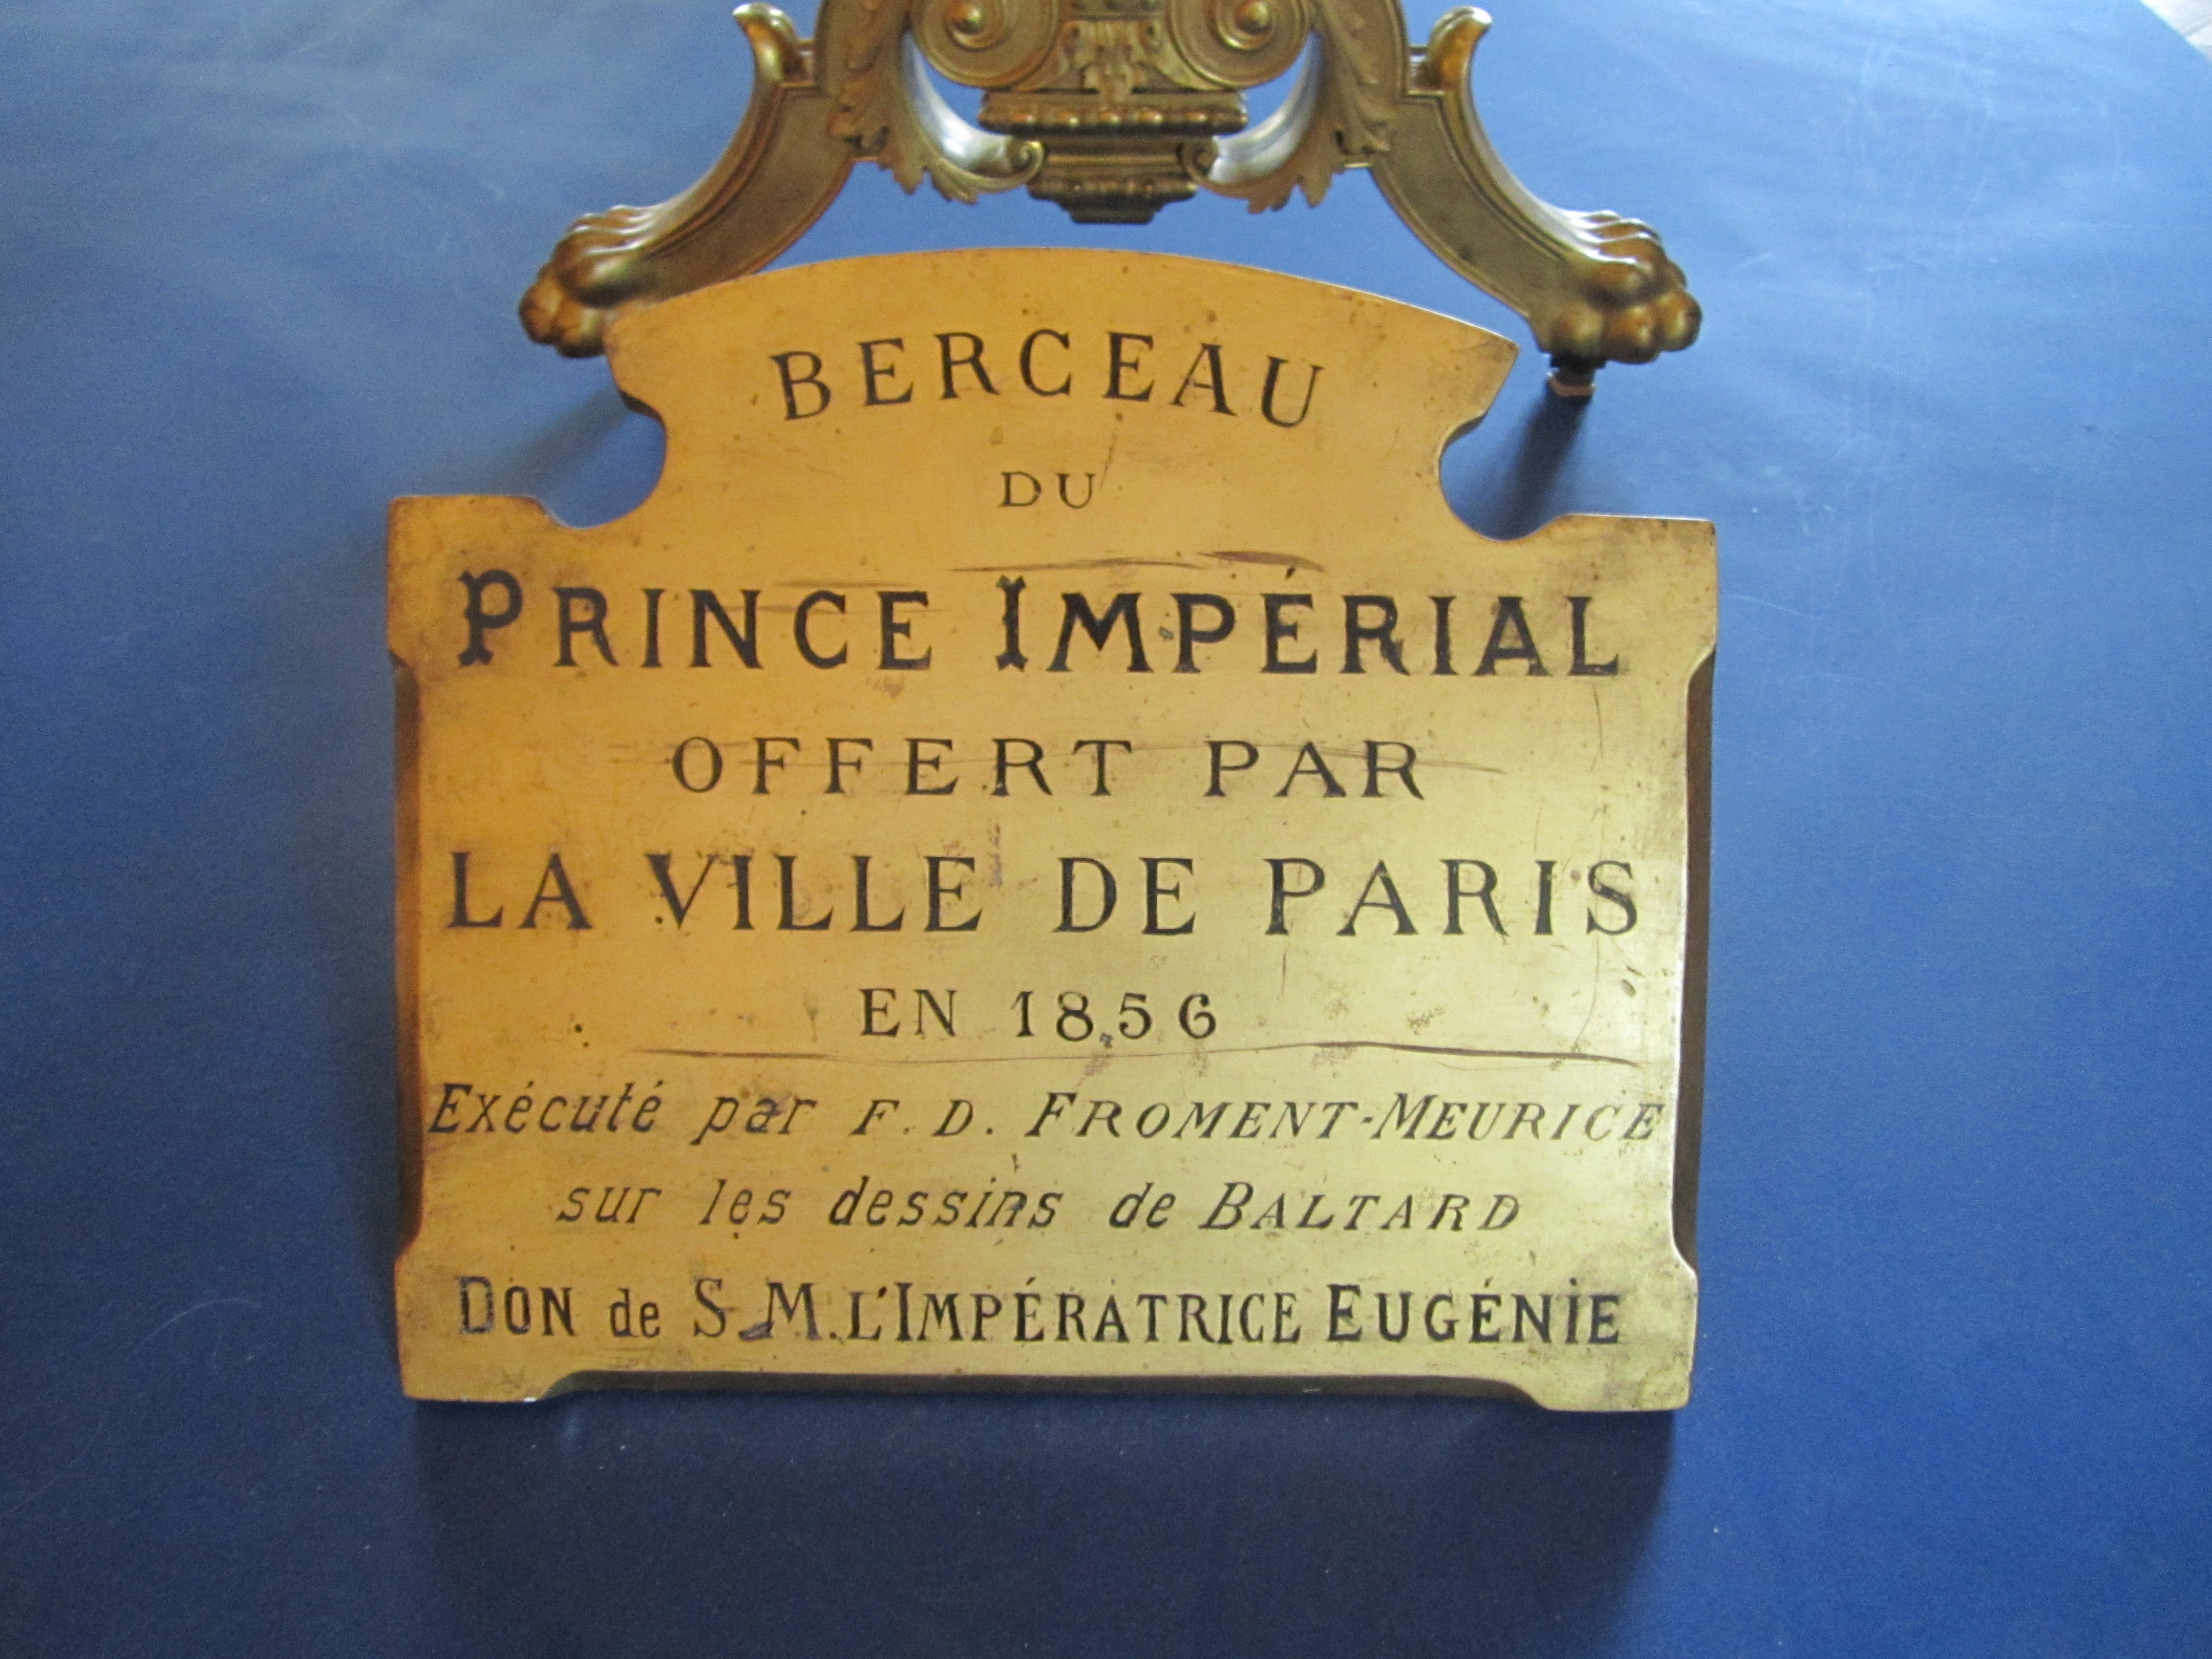 BERCEAU
DU
PRINCE IMPÉRIAL
OFFERT PAR
LA VILLE DE PARIS
EN 1856
Exécuté par F. D. FROMENT-MEURICE
sur les dessins de BALTARD
DON de S.M. L'IMPÉRATRICE EUGÉNIE